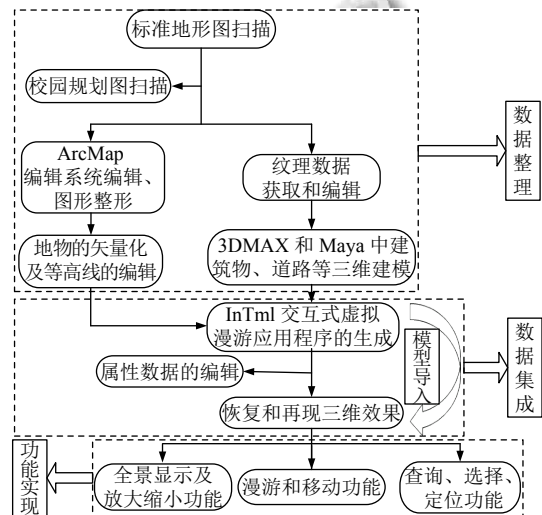 标准地形图扫描
校园规划图扫描
ArcMap
编辑系统编辑、
图形整形
纹理数据
获取和编辑
数据整理
地物的矢量化
及等高线的编辑
3DMAX 和 Maya 中建
筑物、道路等三维建模
InTml 交互式虚拟
漫游应用程序的生成
模型导入
数据集成
属性数据的编辑
恢复和再现三维效果
功能实现
全景显示及
放大缩小功能
漫游和移动功能
查询、选择、
定位功能